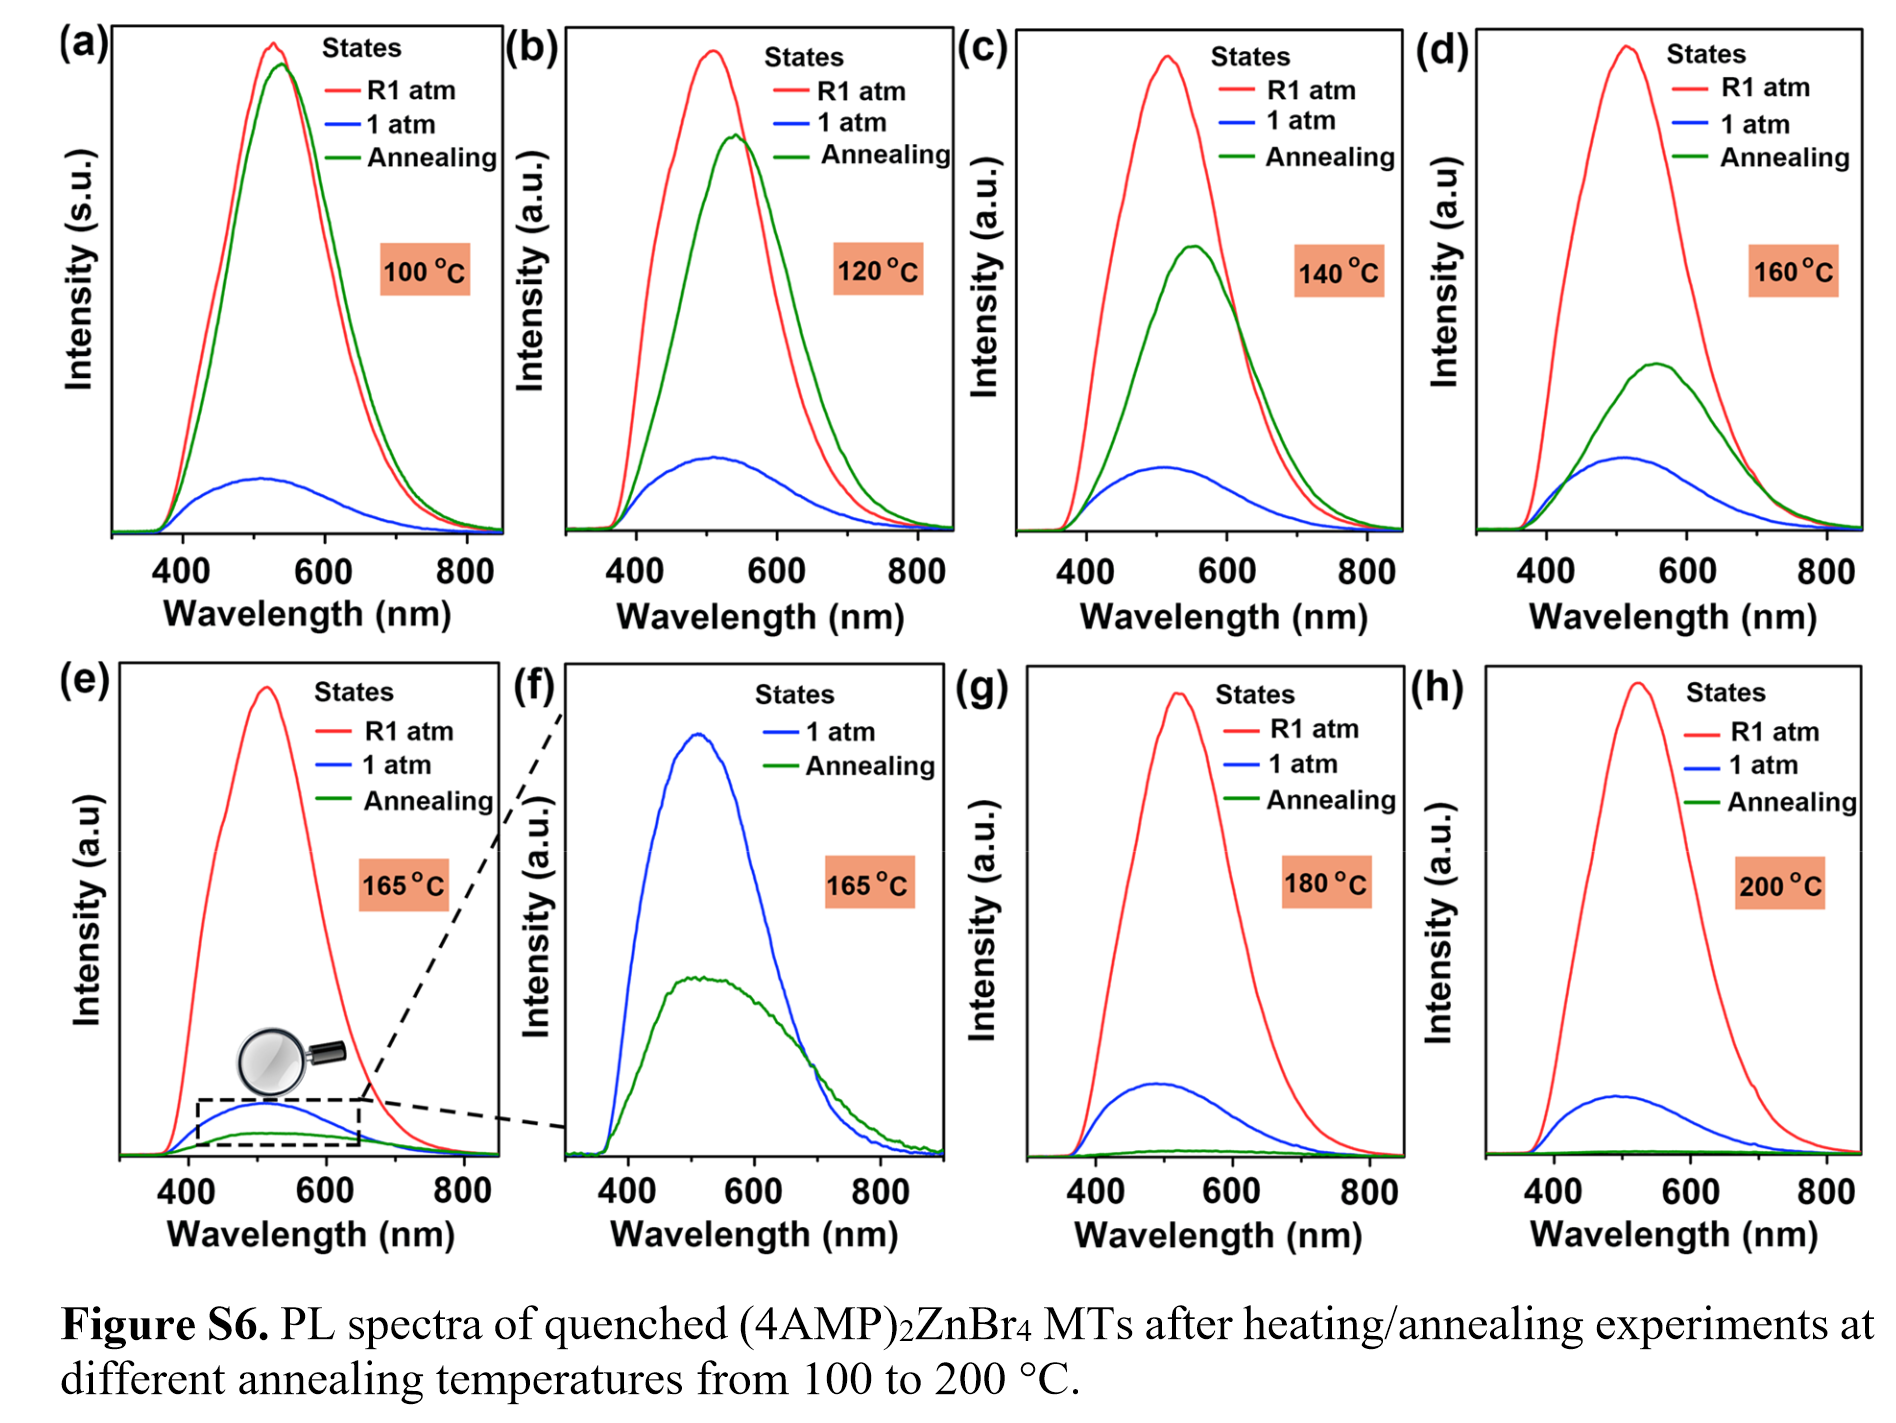 (a)
States
R1 atm
1 atm
Annealing
100 °C
Intensity (s.u.)
400 600 800
Wavelength (nm)
(b)
States
R1 atm
1 atm
Annealing
120 °C
Intensity (a.u.)
400 600 800
Wavelength (nm)
(c)
States
R1 atm
1 atm
Annealing
140 °C
Intensity (a.u.)
400 600 800
Wavelength (nm)
(d)
States
R1 atm
1 atm
Annealing
160 °C
Intensity (a.u)
400 600 800
Wavelength (nm)
(e)
States
R1 atm
1 atm
Annealing
165 °C
Intensity (a.u)
400 600 800
Wavelength (nm)
(f)
States
1 atm
Annealing
165 °C
Intensity (a.u.)
400 600 800
Wavelength (nm)
(g)
States
R1 atm
1 atm
Annealing
180 °C
Intensity (a.u.)
400 600 800
Wavelength (nm)
(h)
States
R1 atm
1 atm
Annealing
200 °C
Intensity (a.u.)
400 600 800
Wavelength (nm)
Figure S6. PL spectra of quenched (4AMP)₂ZnBr₄ MTs after heating/annealing experiments at
different annealing temperatures from 100 to 200 °C.